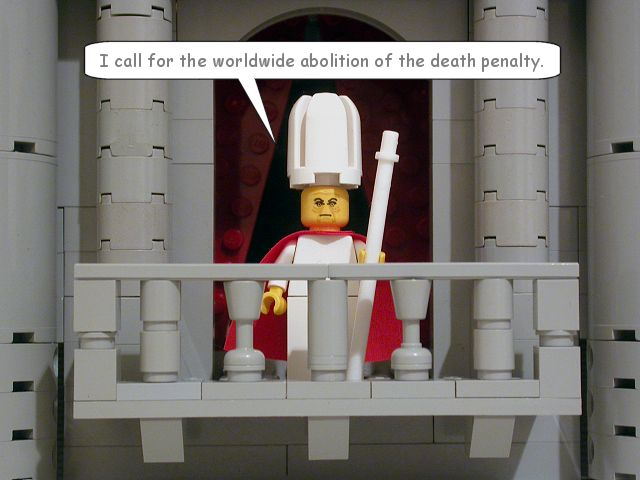 I call for the worldwide abolition of the death penalty.